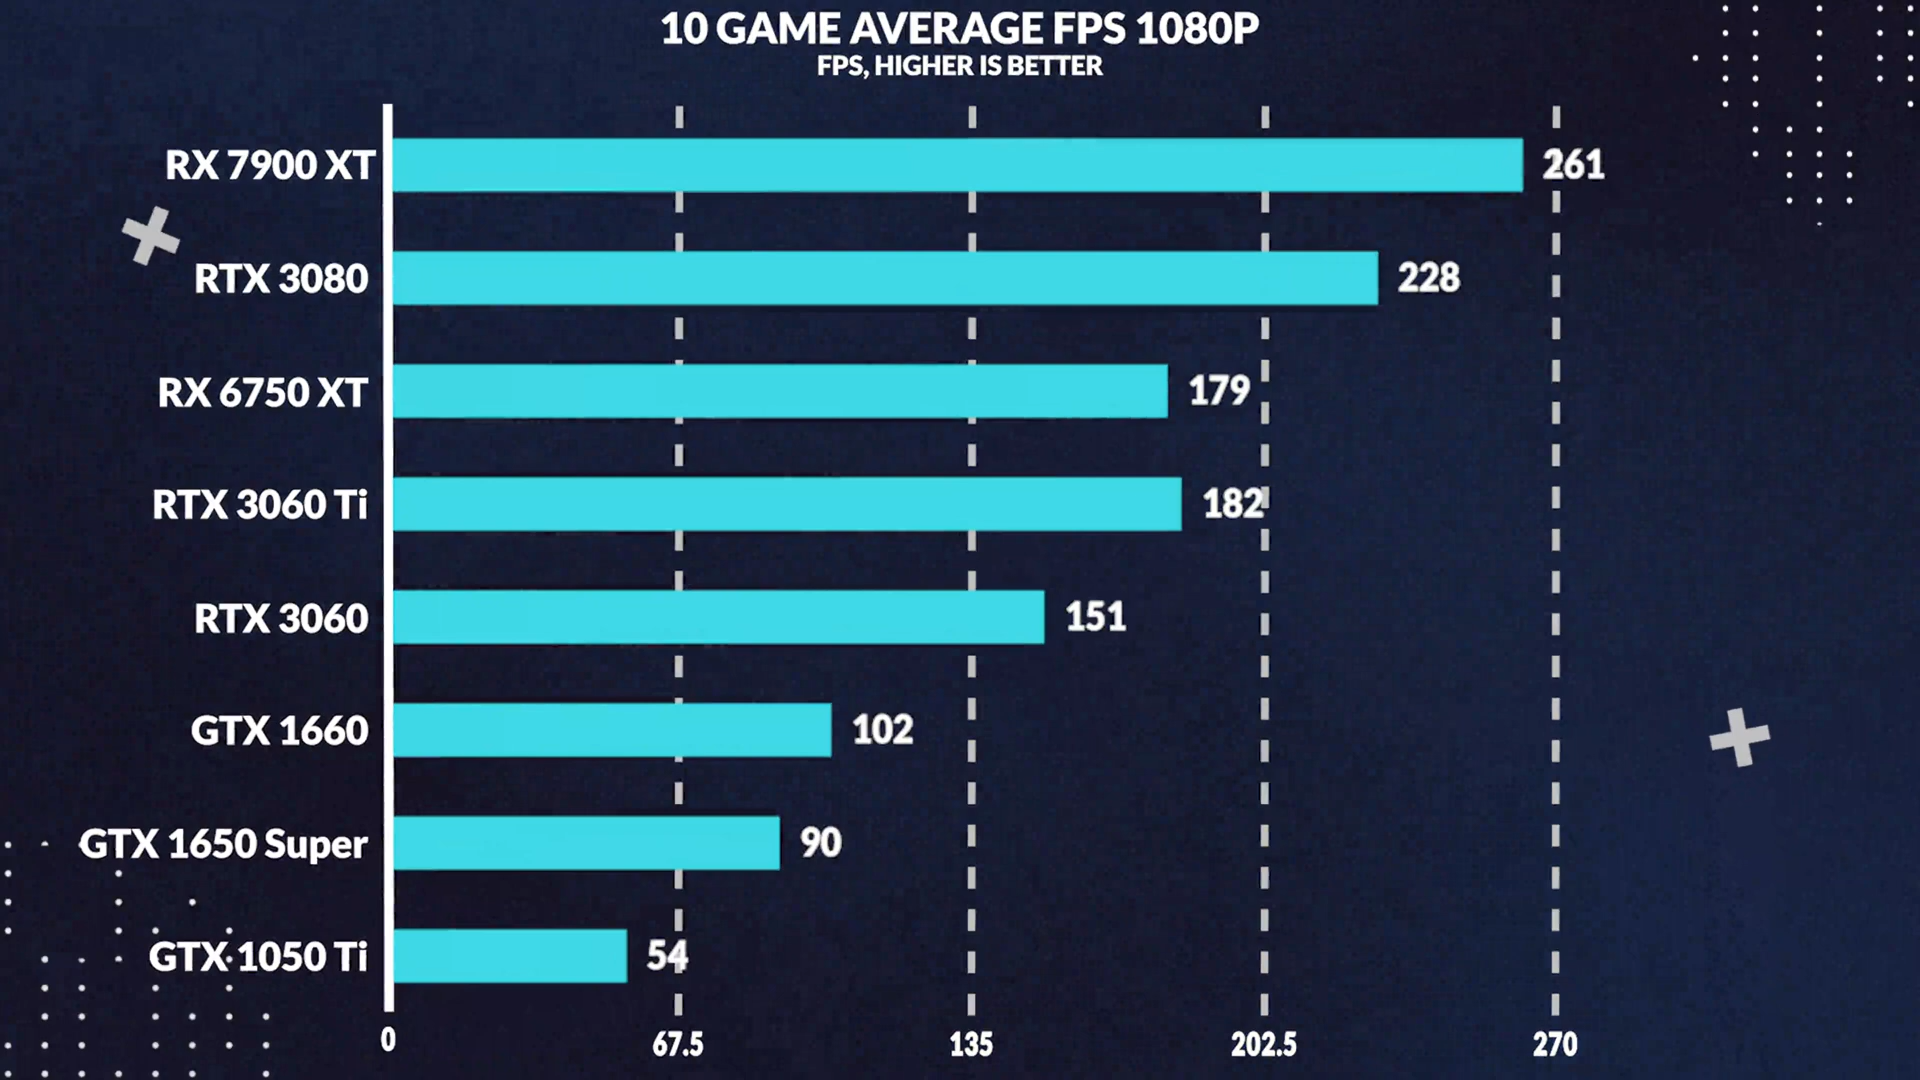 10 GAME AVERAGE FPS 1080P
FPS, HIGHER IS BETTER
RX 7900 XT 261
RTX 3080 228
RX 6750 XT 179
RTX 3060 Ti 182
RTX 3060 151
GTX 1660 102
GTX 1650 Super 90
GTX 1050 Ti 54
0 67.5 135 202.5 270